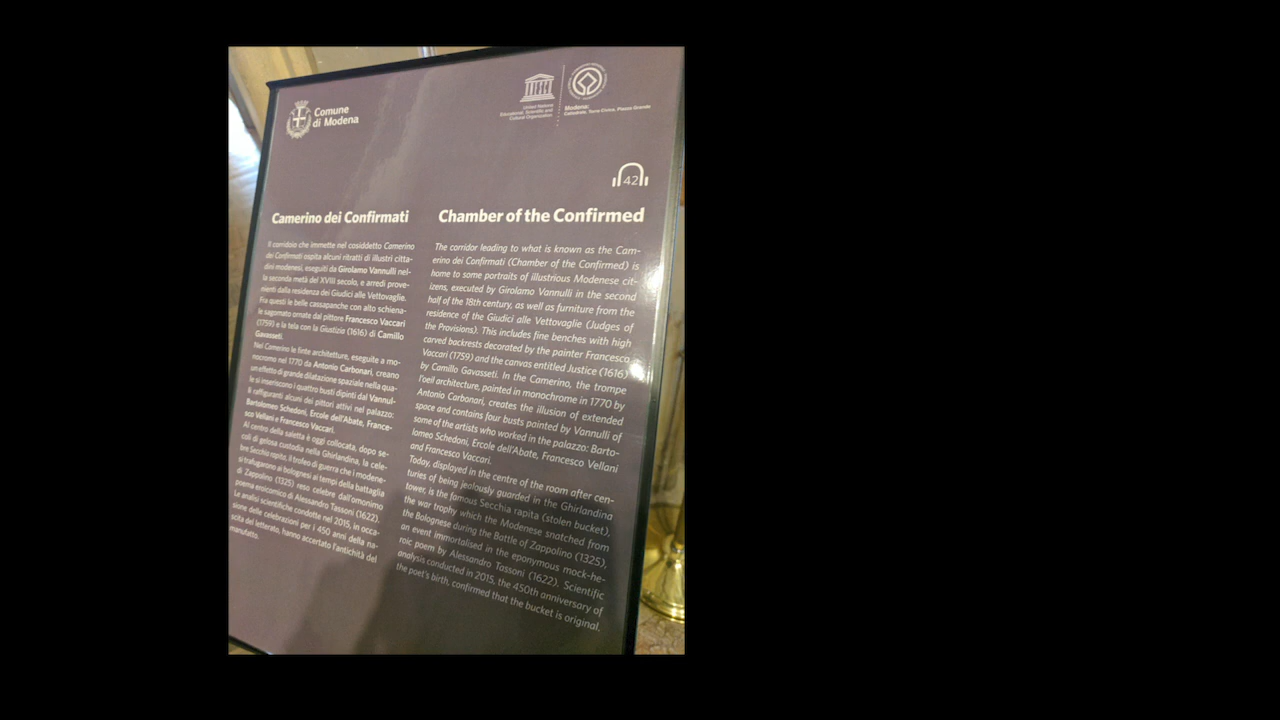 Comune
di Modena
United Nations
Educational, Scientific and
Cultural Organization
Modena:
Cattedrale, Torre Civica, Piazza Grande
42
Camerino dei Confirmati
Il corridoio che immette nel cosiddetto Camerino
dei Confirmati ospita alcuni ritratti di illustri citta-
dini modenesi, eseguiti da Girolamo Vannulli nel-
la seconda metà del XVIII secolo, e arredi prove-
nienti dalla residenza dei Giudici alle Vettovaglie.
Fra questi le belle cassapanche con alto schiena-
le sagomato ornate dal pittore Francesco Vaccari
(1759) e la tela con la Giustizia (1616) di Camillo
Gavasseti.
Nel Camerino le finte architetture, eseguite a mo-
nocromo nel 1770 da Antonio Carbonari, creano
un effetto di grande dilatazione spaziale nella qua-
le si inseriscono i quattro busti dipinti dal Vannul-
li raffiguranti alcuni dei pittori attivi nel palazzo:
Bartolomeo Schedoni, Ercole dell'Abate, France-
sco Vellani e Francesco Vaccari.
Al centro della saletta è oggi collocata, dopo se-
coli di gelosa custodia nella Ghirlandina, la cele-
bre Secchia rapita, il trofeo di guerra che i modene-
si trafugarono ai bolognesi ai tempi della battaglia
di Zappolino (1325) reso celebre dall'omonimo
poema eroicomico di Alessandro Tassoni (1622).
Le analisi scientifiche condotte nel 2015, in occa-
sione delle celebrazioni per i 450 anni della na-
scita del letterato, hanno accertato l'antichità del
manufatto.
Chamber of the Confirmed
The corridor leading to what is known as the Cam-
erino dei Confirmati (Chamber of the Confirmed) is
home to some portraits of illustrious Modenese cit-
izens, executed by Girolamo Vannulli in the second
half of the 18th century, as well as furniture from the
residence of the Giudici alle Vettovaglie (Judges of
the Provisions). This includes fine benches with high
carved backrests decorated by the painter Francesco
Vaccari (1759) and the canvas entitled Justice (1616)
by Camillo Gavasseti. In the Camerino, the trompe
l'oeil architecture, painted in monochrome in 1770 by
Antonio Carbonari, creates the illusion of extended
space and contains four busts painted by Vannulli of
some of the artists who worked in the palazzo: Barto-
lomeo Schedoni, Ercole dell'Abate, Francesco Vellani
and Francesco Vaccari.
Today, displayed in the centre of the room after cen-
turies of being jealously guarded in the Ghirlandina
tower, is the famous Secchia rapita (stolen bucket),
the war trophy which the Modenese snatched from
the Bolognese during the Battle of Zappolino (1325),
an event immortalised in the eponymous mock-he-
roic poem by Alessandro Tassoni (1622). Scientific
analysis conducted in 2015, the 450th anniversary of
the poet's birth, confirmed that the bucket is original.